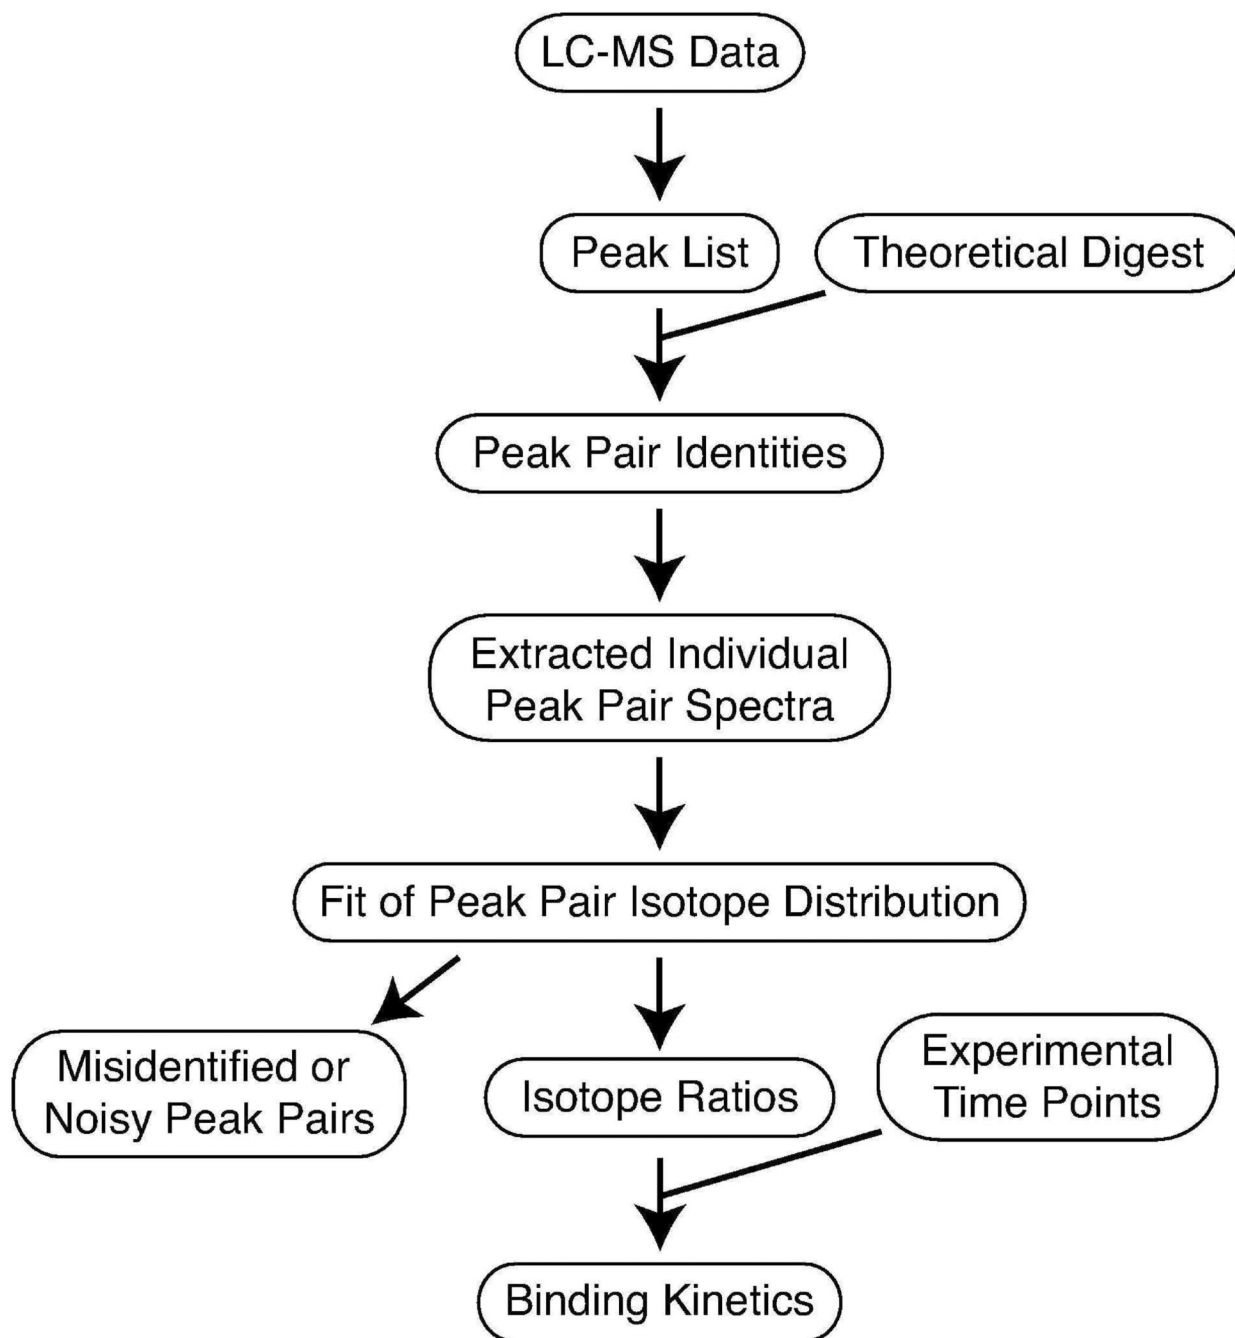 LC-MS Data
Peak List
Theoretical Digest
Peak Pair Identities
Extracted Individual
Peak Pair Spectra
Fit of Peak Pair Isotope Distribution
Misidentified or
Noisy Peak Pairs
Isotope Ratios
Experimental
Time Points
Binding Kinetics